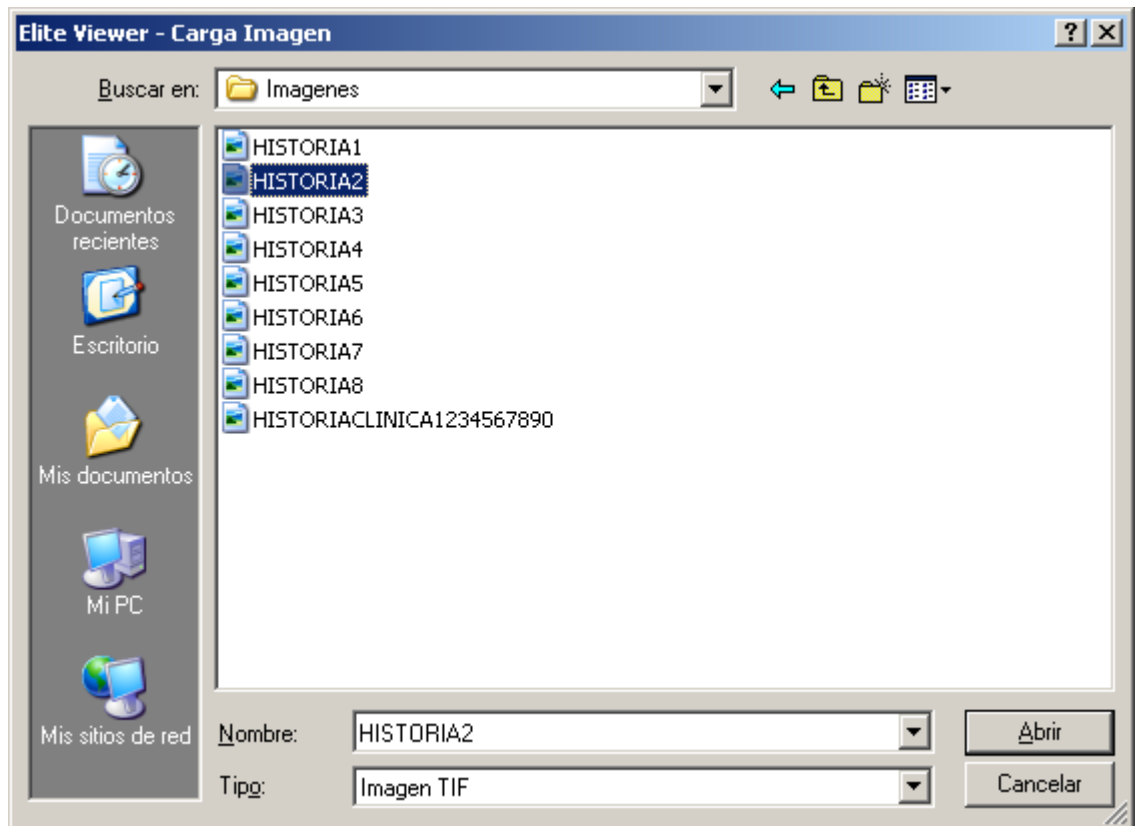 Elite Viewer - Carga Imagen
Buscar en:
Imagenes
Documentos
recientes
Escritorio
Mis documentos
Mi PC
Mis sitios de red
HISTORIA1
HISTORIA2
HISTORIA3
HISTORIA4
HISTORIA5
HISTORIA6
HISTORIA7
HISTORIA8
HISTORIACLINICA1234567890
Nombre:
HISTORIA2
Abrir
Tipo:
Imagen TIF
Cancelar